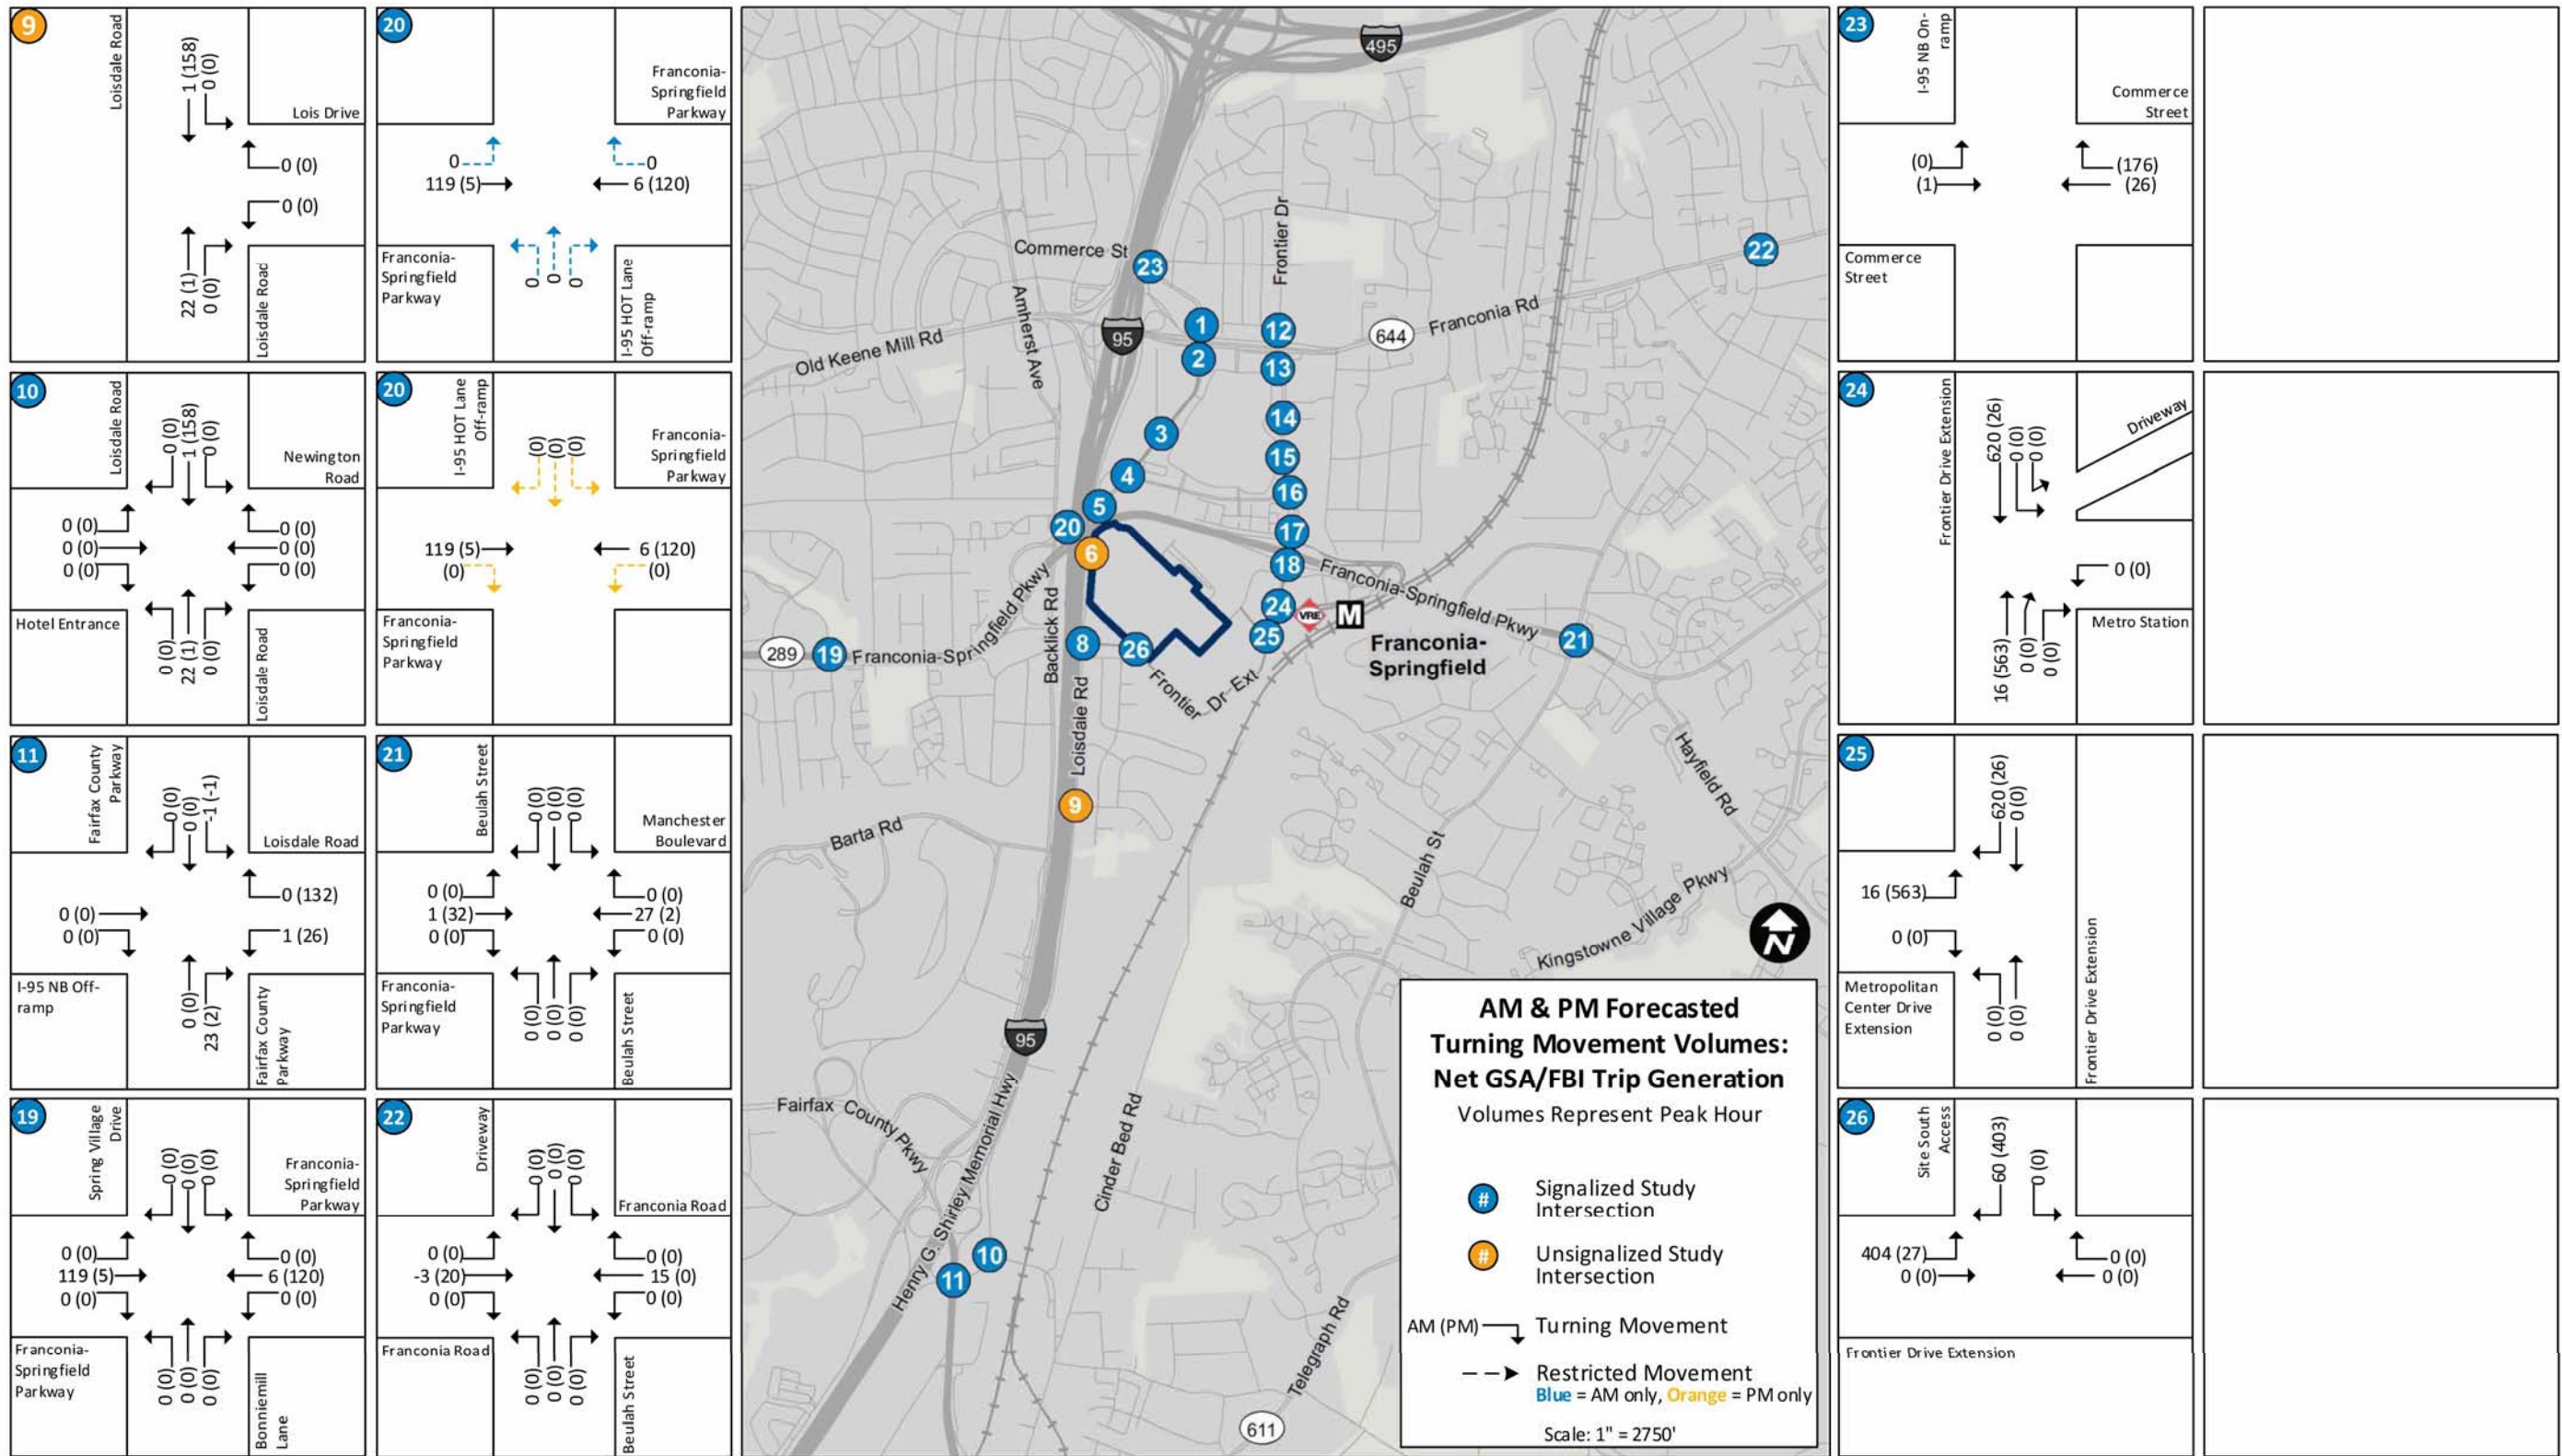 9
Loisdale Road
1 (158)
0 (0)
Lois Drive
0 (0)
0 (0)
22 (1)
0 (0)
Loisdale Road
20
Franconia-
Springfield
Parkway
0
0
119 (5)
6 (120)
Franconia-
Springfield
Parkway
0
0
0
I-95 HOT Lane
Off-ramp
10
Loisdale Road
0 (0)
1 (158)
0 (0)
Newington
Road
0 (0)
0 (0)
0 (0)
0 (0)
0 (0)
0 (0)
Hotel Entrance
0 (0)
22 (1)
0 (0)
Loisdale Road
20
I-95 HOT Lane
Off-ramp
(0)
(0)
(0)
Franconia-
Springfield
Parkway
119 (5)
6 (120)
(0)
(0)
Franconia-
Springfield
Parkway
11
Fairfax County
Parkway
0 (0)
0 (0)
-1 (-1)
Loisdale Road
0 (132)
0 (0)
0 (0)
1 (26)
I-95 NB Off-
ramp
0 (0)
23 (2)
Fairfax County
Parkway
21
Beulah Street
0 (0)
0 (0)
0 (0)
Manchester
Boulevard
0 (0)
0 (0)
1 (32)
27 (2)
0 (0)
0 (0)
Franconia-
Springfield
Parkway
0 (0)
0 (0)
0 (0)
Beulah Street
19
Spring Village
Drive
0 (0)
0 (0)
0 (0)
Franconia-
Springfield
Parkway
0 (0)
0 (0)
119 (5)
6 (120)
0 (0)
0 (0)
Franconia-
Springfield
Parkway
0 (0)
0 (0)
0 (0)
Bonniemill
Lane
22
Driveway
0 (0)
0 (0)
0 (0)
Franconia Road
0 (0)
0 (0)
-3 (20)
15 (0)
0 (0)
0 (0)
Franconia Road
0 (0)
0 (0)
0 (0)
Beulah Street
495
Commerce St
23
Frontier Dr
22
Amherst Ave
95
1
2
12
13
644
Franconia Rd
Old Keene Mill Rd
14
3
15
4
16
5
20
17
6
18
Franconia-Springfield Pkwy
24
VRE
M
25
Franconia-
Springfield
21
289
19
Franconia-Springfield Pkwy
Backlick Rd
8
26
Frontier Dr Ext
Loisdale Rd
Hayfield Rd
9
Barta Rd
Beulah St
Kingstowne Village Pkwy
N
95
Fairfax County Pkwy
Henry G. Shirley Memorial Hwy
Cinder Bed Rd
10
11
Telegraph Rd
611
AM & PM Forecasted
Turning Movement Volumes:
Net GSA/FBI Trip Generation
Volumes Represent Peak Hour
# Signalized Study
Intersection
# Unsignalized Study
Intersection
AM (PM) Turning Movement
Restricted Movement
Blue = AM only, Orange = PM only
Scale: 1" = 2750'
23
I-95 NB On-
ramp
Commerce
Street
(0)
(176)
(1)
(26)
Commerce
Street
24
Frontier Drive Extension
620 (26)
0 (0)
0 (0)
Driveway
0 (0)
16 (563)
0 (0)
0 (0)
Metro Station
25
620 (26)
0 (0)
16 (563)
0 (0)
Metropolitan
Center Drive
Extension
0 (0)
0 (0)
Frontier Drive Extension
26
Site South
Access
60 (403)
0 (0)
404 (27)
0 (0)
0 (0)
0 (0)
Frontier Drive Extension